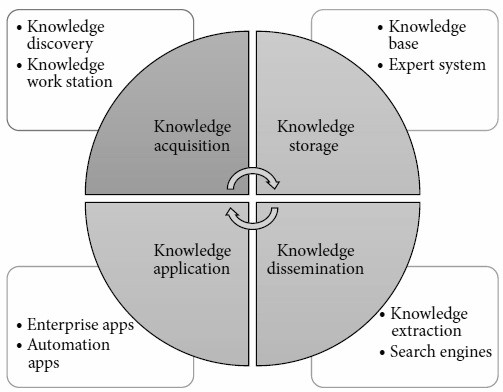 • Knowledge
discovery
• Knowledge
work station
• Knowledge
base
• Expert system
Knowledge
acquisition
Knowledge
storage
Knowledge
application
Knowledge
dissemination
• Enterprise apps
• Automation
apps
• Knowledge
extraction
• Search engines